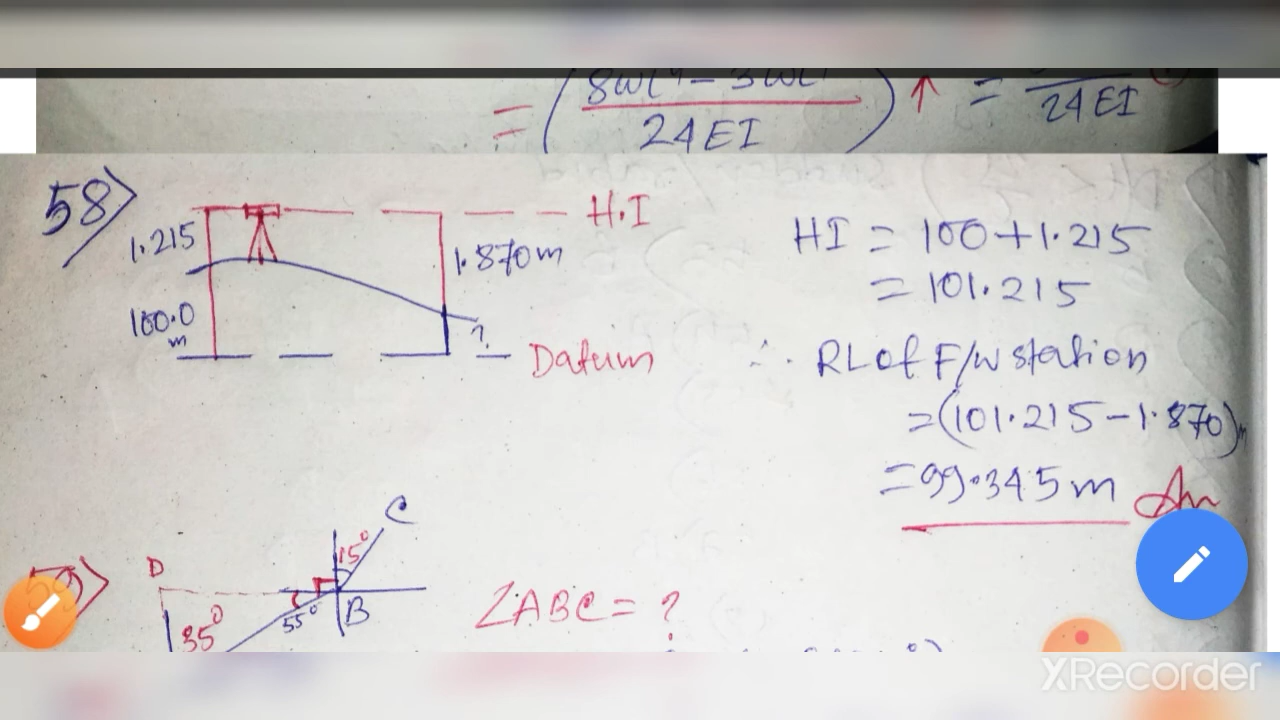 = ( / 24EI ) ↑ = / 24EI
58)
H.I
1.215
1.870m
100.0
m
?
Datum
HI = 100+1.215
= 101.215
∴ RL of F/W station
=(101.215-1.870)m
=99.345m Ans
C
15°
D
35°
55°
B
∠ABC = ?
XRecorder